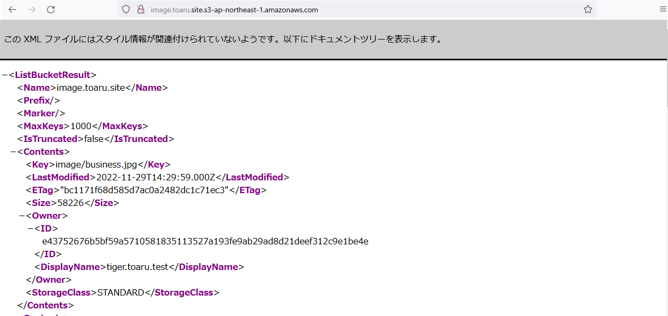 image.toaru.site.s3-ap-northeast-1.amazonaws.com
この XML ファイルにはスタイル情報が関連付けられていないようです。以下にドキュメントツリーを表示します。
−<ListBucketResult>
<Name>image.toaru.site</Name>
<Prefix/>
<Marker/>
<MaxKeys>1000</MaxKeys>
<IsTruncated>false</IsTruncated>
−<Contents>
<Key>image/business.jpg</Key>
<LastModified>2022-11-29T14:29:59.000Z</LastModified>
<ETag>"bc1171f68d585d7ac0a2482dc1c71ec3"</ETag>
<Size>58226</Size>
−<Owner>
−<ID>
e43752676b5bf59a5710581835113527a193fe9ab29ad8d21deef312c9e1be4e
</ID>
<DisplayName>tiger.toaru.test</DisplayName>
</Owner>
<StorageClass>STANDARD</StorageClass>
</Contents>